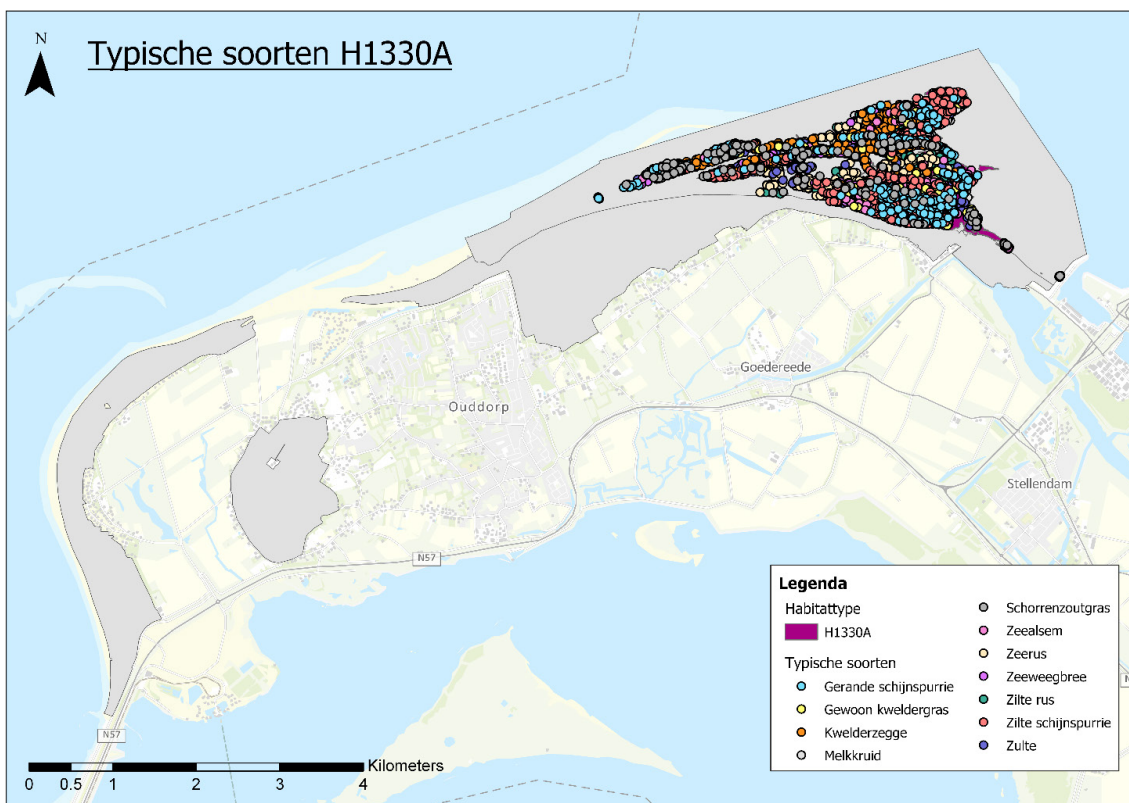 N
Typische soorten H1330A
Goedereede
Ouddorp
Stellendam
N57
N57
Legenda
Habitattype
H1330A
Typische soorten
Gerande schijnspurrie
Gewoon kweldergras
Kwelderzegge
Melkkruid
Schorrenzoutgras
Zeealsem
Zeerus
Zeeweegbree
Zilte rus
Zilte schijnspurrie
Zulte
N
Kilometers
0 0.5 1 2 3 4